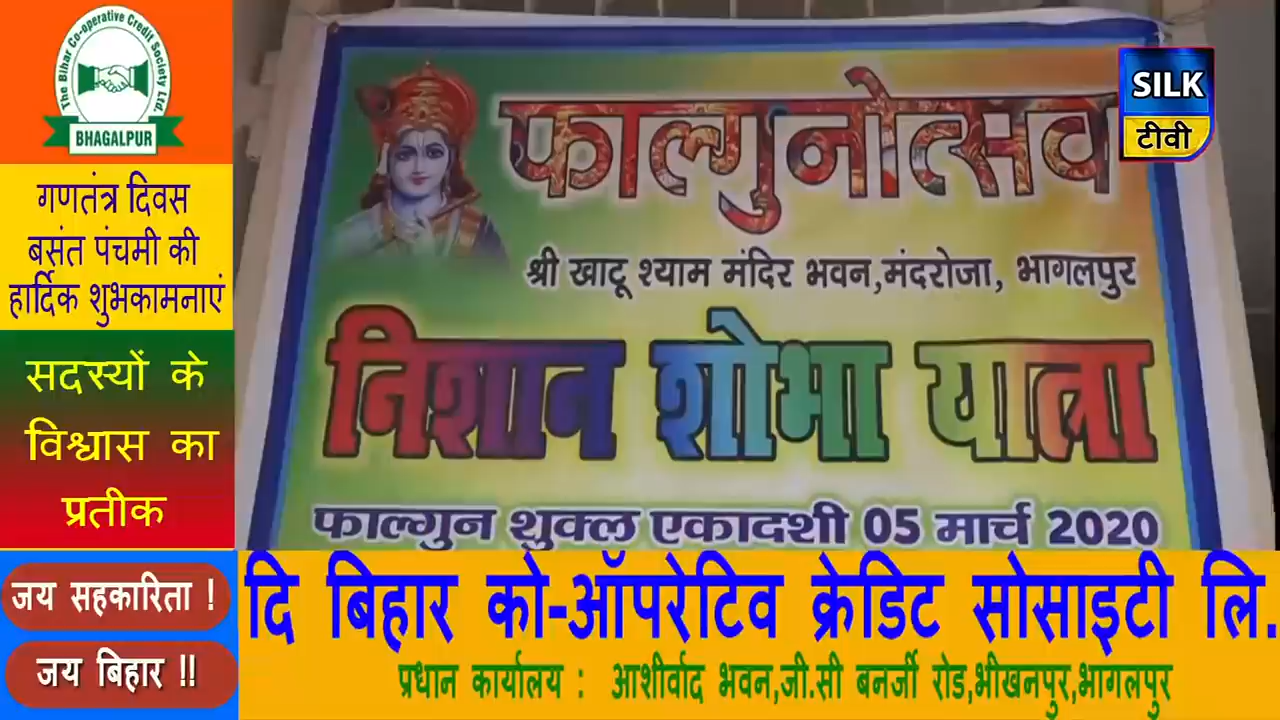 The Bihar Co-operative Credit Society Ltd
BHAGALPUR
गणतंत्र दिवस
बसंत पंचमी की
हार्दिक शुभकामनाएं
सदस्यों के
विश्वास का
प्रतीक
जय सहकारिता !
जय बिहार !!
SILK
टीवी
फाल्गुनोत्सव
श्री खाटू श्याम मंदिर भवन,मंदरोजा, भागलपुर
निशान शोभा यात्रा
फाल्गुन शुक्ल एकादशी 05 मार्च 2020
दि बिहार को-ऑपरेटिव क्रेडिट सोसाइटी लि.
प्रधान कार्यालय : आशीर्वाद भवन,जी.सी बनर्जी रोड,भीखनपुर,भागलपुर